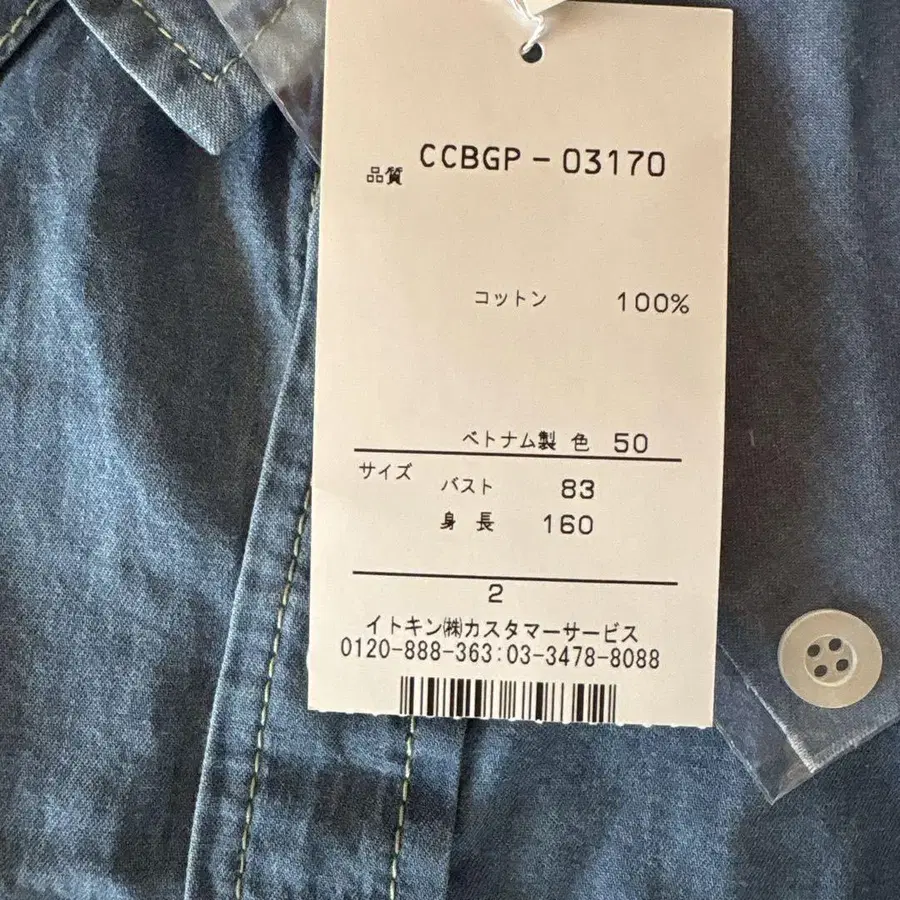 CCBGP-03170
品質
コットン 100%
ベトナム製 色 50
サイズ
バスト 83
身長 160
2
イトキン㈱カスタマーサービス
0120-888-363:03-3478-8088